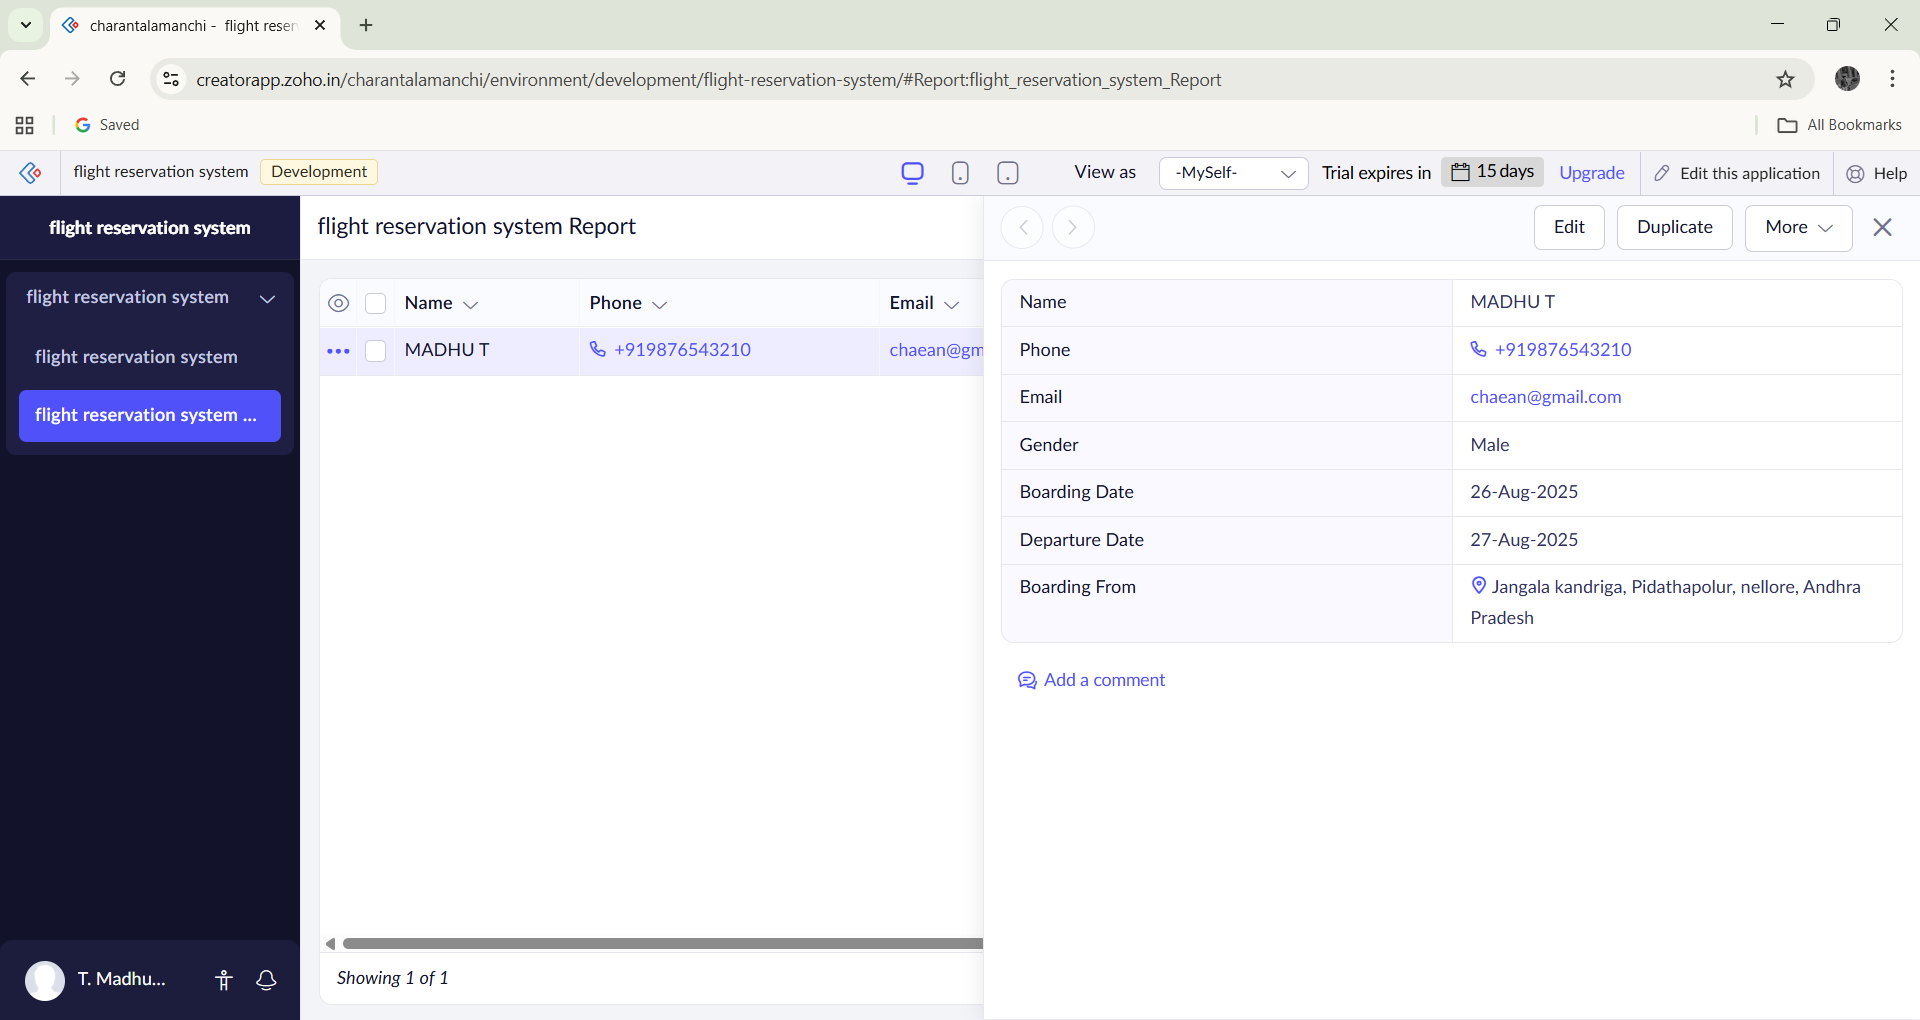 charantalamanchi - flight reser
creatorapp.zoho.in/charantalamanchi/environment/development/flight-reservation-system/#Report:flight_reservation_system_Report
Saved
All Bookmarks
flight reservation system Development View as -MySelf- Trial expires in 15 days Upgrade Edit this application Help
flight reservation system
flight reservation system
flight reservation system
flight reservation system ...
T. Madhu...
flight reservation system Report
Name Phone Email
MADHU T +919876543210 chaean@gm
Showing 1 of 1
Edit Duplicate More
Name MADHU T
Phone +919876543210
Email chaean@gmail.com
Gender Male
Boarding Date 26-Aug-2025
Departure Date 27-Aug-2025
Boarding From Jangala kandriga, Pidathapolur, nellore, Andhra
Pradesh
Add a comment